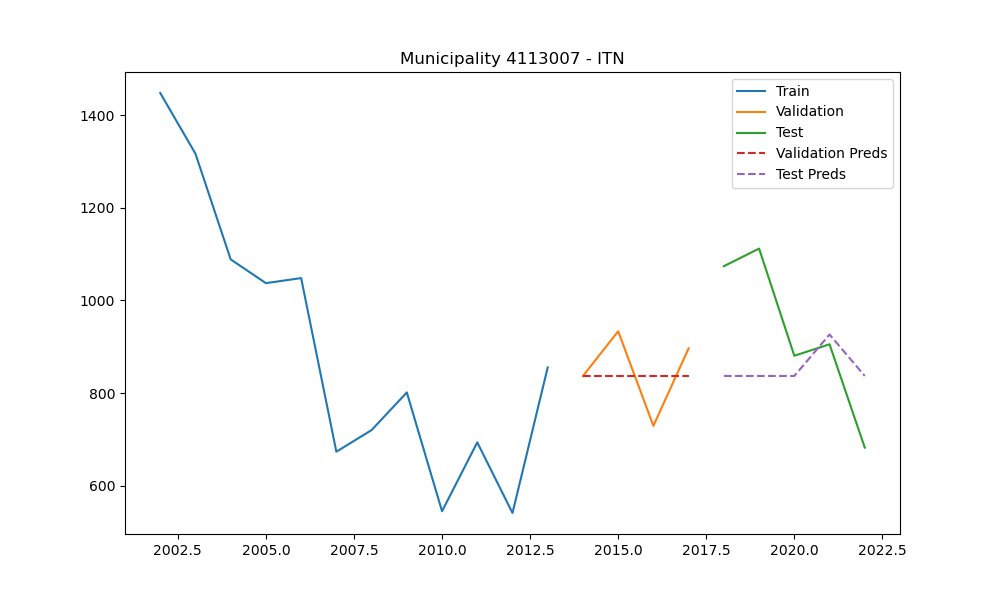 Municipality 4113007 - ITN
Train
Validation
Test
Validation Preds
Test Preds
1400
1200
1000
800
600
2002.5 2005.0 2007.5 2010.0 2012.5 2015.0 2017.5 2020.0 2022.5